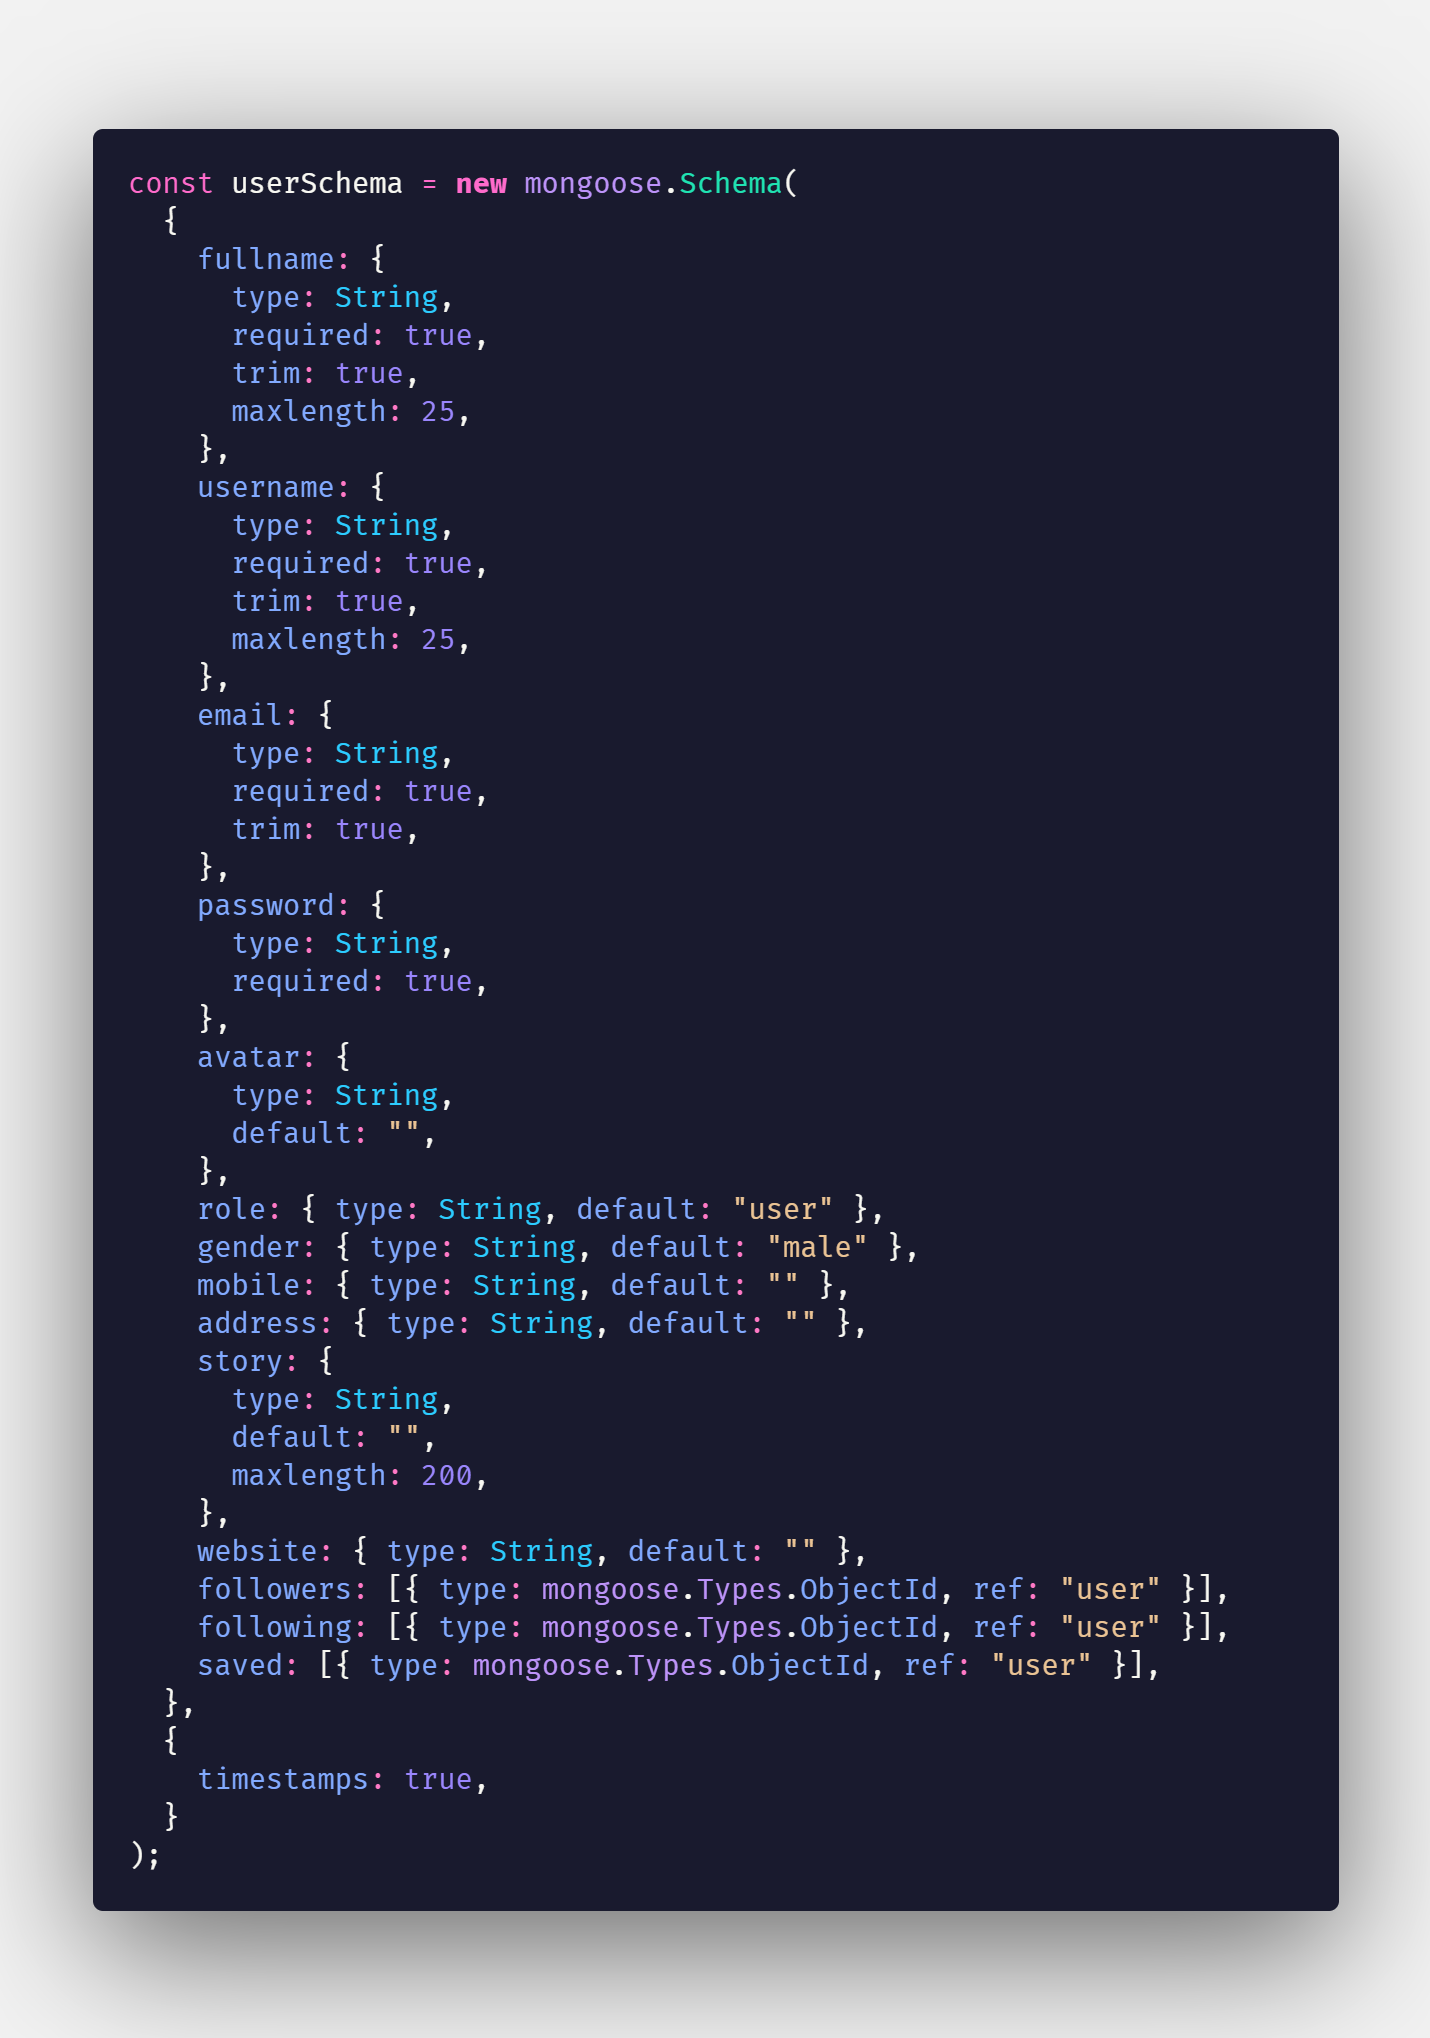 const userSchema = new mongoose.Schema(
  {
    fullname: {
      type: String,
      required: true,
      trim: true,
      maxlength: 25,
    },
    username: {
      type: String,
      required: true,
      trim: true,
      maxlength: 25,
    },
    email: {
      type: String,
      required: true,
      trim: true,
    },
    password: {
      type: String,
      required: true,
    },
    avatar: {
      type: String,
      default: "",
    },
    role: { type: String, default: "user" },
    gender: { type: String, default: "male" },
    mobile: { type: String, default: "" },
    address: { type: String, default: "" },
    story: {
      type: String,
      default: "",
      maxlength: 200,
    },
    website: { type: String, default: "" },
    followers: [{ type: mongoose.Types.ObjectId, ref: "user" }],
    following: [{ type: mongoose.Types.ObjectId, ref: "user" }],
    saved: [{ type: mongoose.Types.ObjectId, ref: "user" }],
  },
  {
    timestamps: true,
  }
);